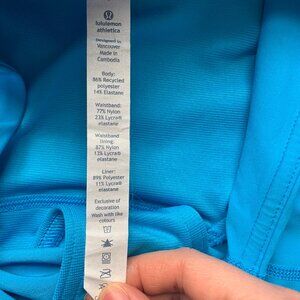 lululemon
athletica
Designed in
Vancouver
Made in
Cambodia
Body:
86% Recycled
polyester
14% Elastane
Waistband:
77% Nylon
23% Lycra®
elastane
Waistband
lining:
87% Nylon
13% Lycra®
elastane
Liner:
89% Polyester
11% Lycra®
elastane
Exclusive of
decoration
Wash with like
colours